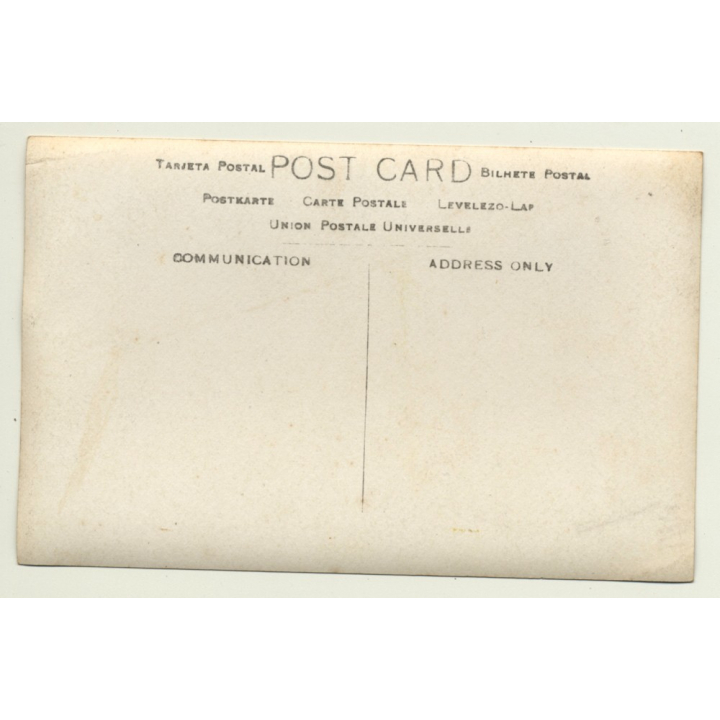 TARJETA POSTAL POST CARD BILHETE POSTAL
POSTKARTE CARTE POSTALE LEVELEZO-LAP
UNION POSTALE UNIVERSELLE
COMMUNICATION ADDRESS ONLY